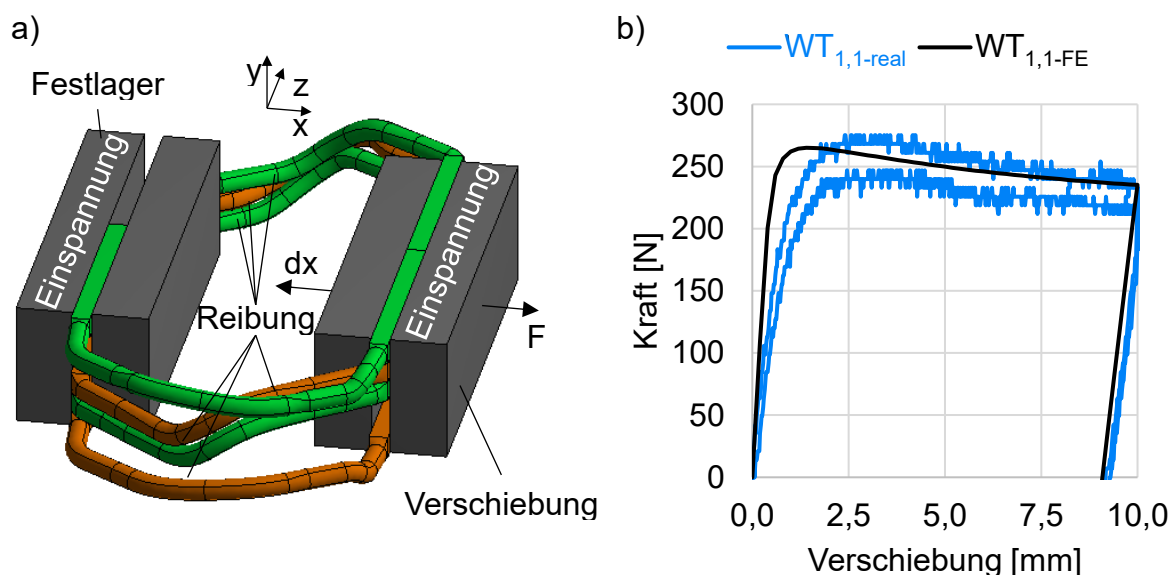 a)
Festlager
y
z
x
Einspannung
Einspannung
dx
Reibung
F
Verschiebung
b)
WT1,1-real
WT1,1-FE
300
250
200
150
100
50
0
Kraft [N]
0,0
2,5
5,0
7,5
10,0
Verschiebung [mm]